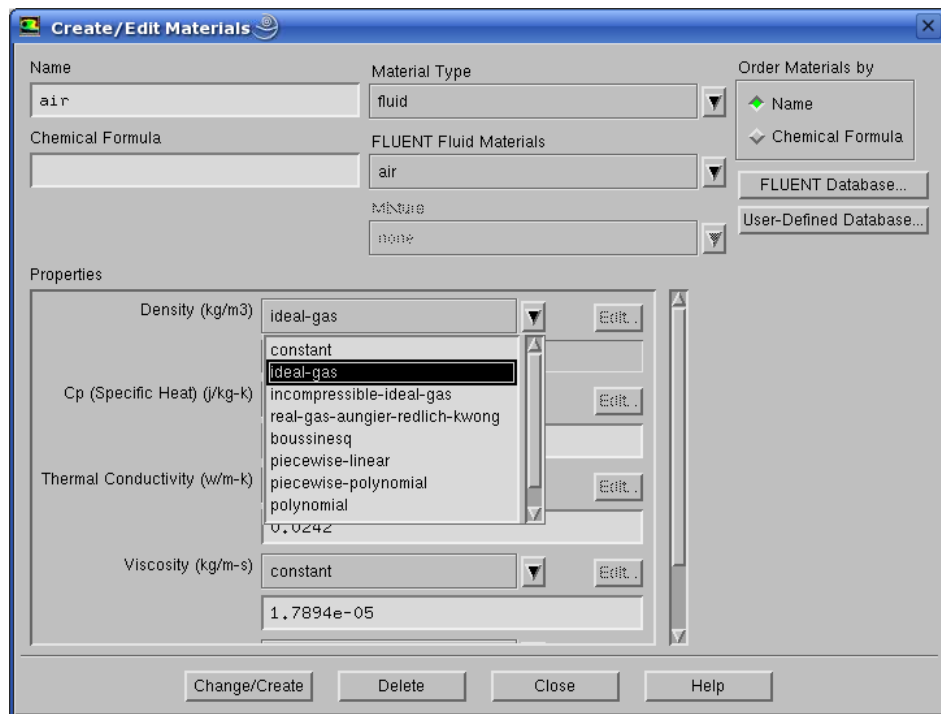 Create/Edit Materials
Name
air
Chemical Formula
Material Type
fluid
FLUENT Fluid Materials
air
Mixture
none
Order Materials by
Name
Chemical Formula
FLUENT Database...
User-Defined Database...
Properties
Density (kg/m3)
ideal-gas
Edit..
constant
ideal-gas
incompressible-ideal-gas
real-gas-aungier-redlich-kwong
boussinesq
piecewise-linear
piecewise-polynomial
polynomial
Cp (Specific Heat) (j/kg-k)
Edit..
Thermal Conductivity (w/m-k)
Edit..
0.0242
Viscosity (kg/m-s)
constant
Edit..
1.7894e-05
Change/Create
Delete
Close
Help